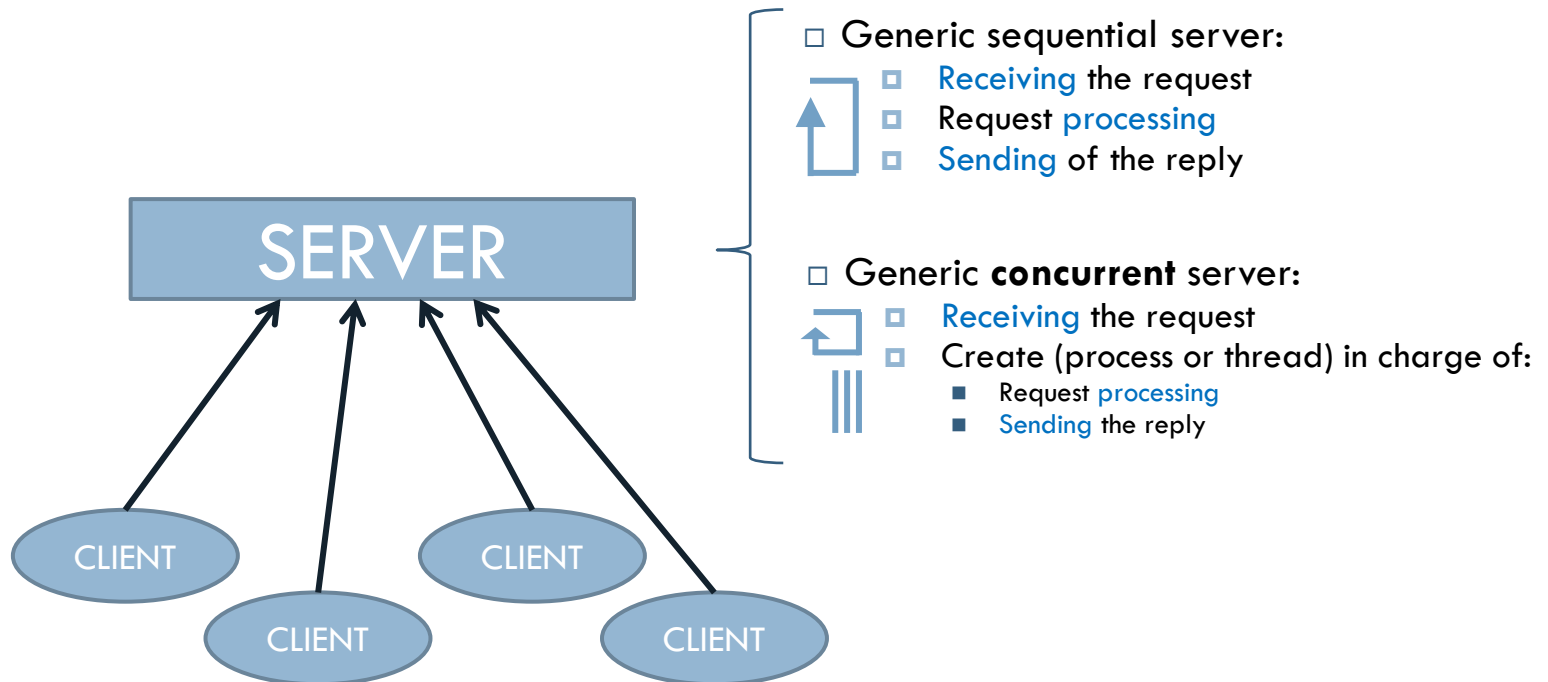 Generic sequential server:
Receiving the request
Request processing
Sending of the reply
SERVER
Generic concurrent server:
Receiving the request
Create (process or thread) in charge of:
Request processing
Sending the reply
CLIENT
CLIENT
CLIENT
CLIENT